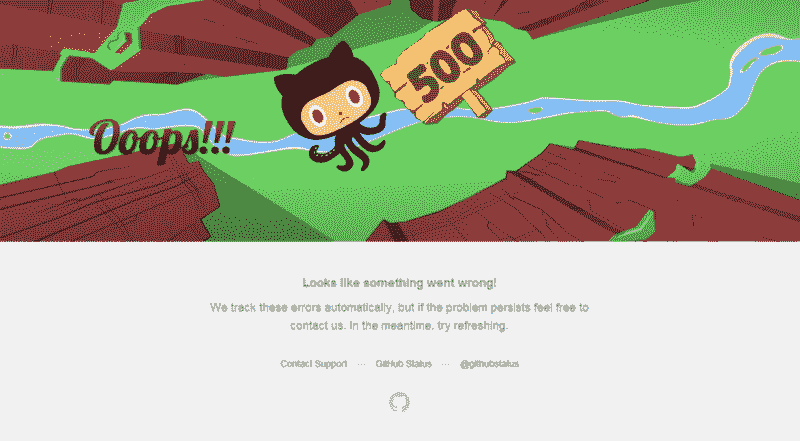 500
Ooops!!!
Looks like something went wrong!
We track these errors automatically, but if the problem persists feel free to
contact us. In the meantime, try refreshing.
Contact Support ··· GitHub Status ··· @githubstatus